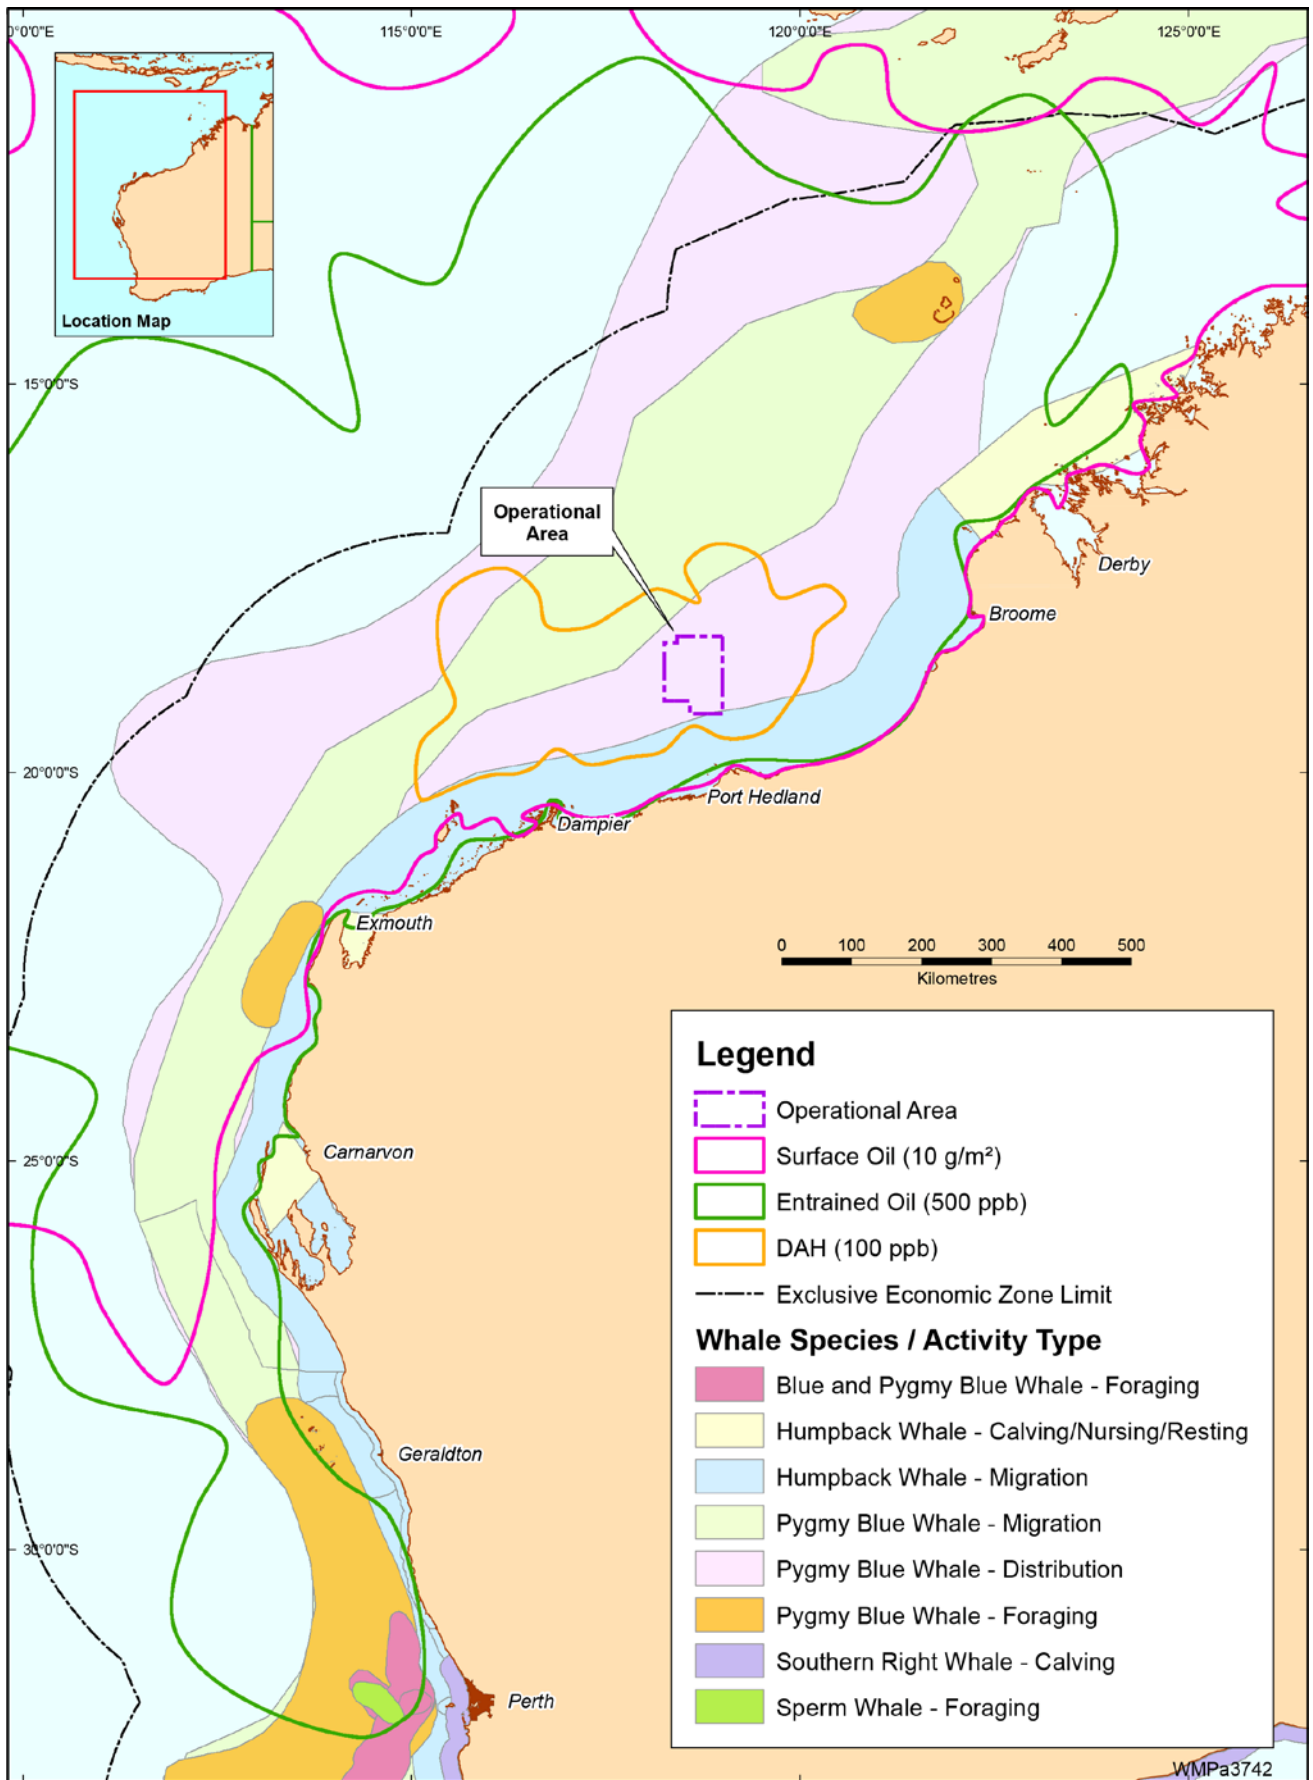 0°0'0"E
115°0'0"E
120°0'0"E
125°0'0"E
Location Map
15°0'0"S
Operational
Area
Derby
Broome
20°0'0"S
Port Hedland
Dampier
Exmouth
0 100 200 300 400 500
Kilometres
Carnarvon
25°0'0"S
Geraldton
30°0'0"S
Perth
Legend
Operational Area
Surface Oil (10 g/m²)
Entrained Oil (500 ppb)
DAH (100 ppb)
Exclusive Economic Zone Limit
Whale Species / Activity Type
Blue and Pygmy Blue Whale - Foraging
Humpback Whale - Calving/Nursing/Resting
Humpback Whale - Migration
Pygmy Blue Whale - Migration
Pygmy Blue Whale - Distribution
Pygmy Blue Whale - Foraging
Southern Right Whale - Calving
Sperm Whale - Foraging
WMPa3742